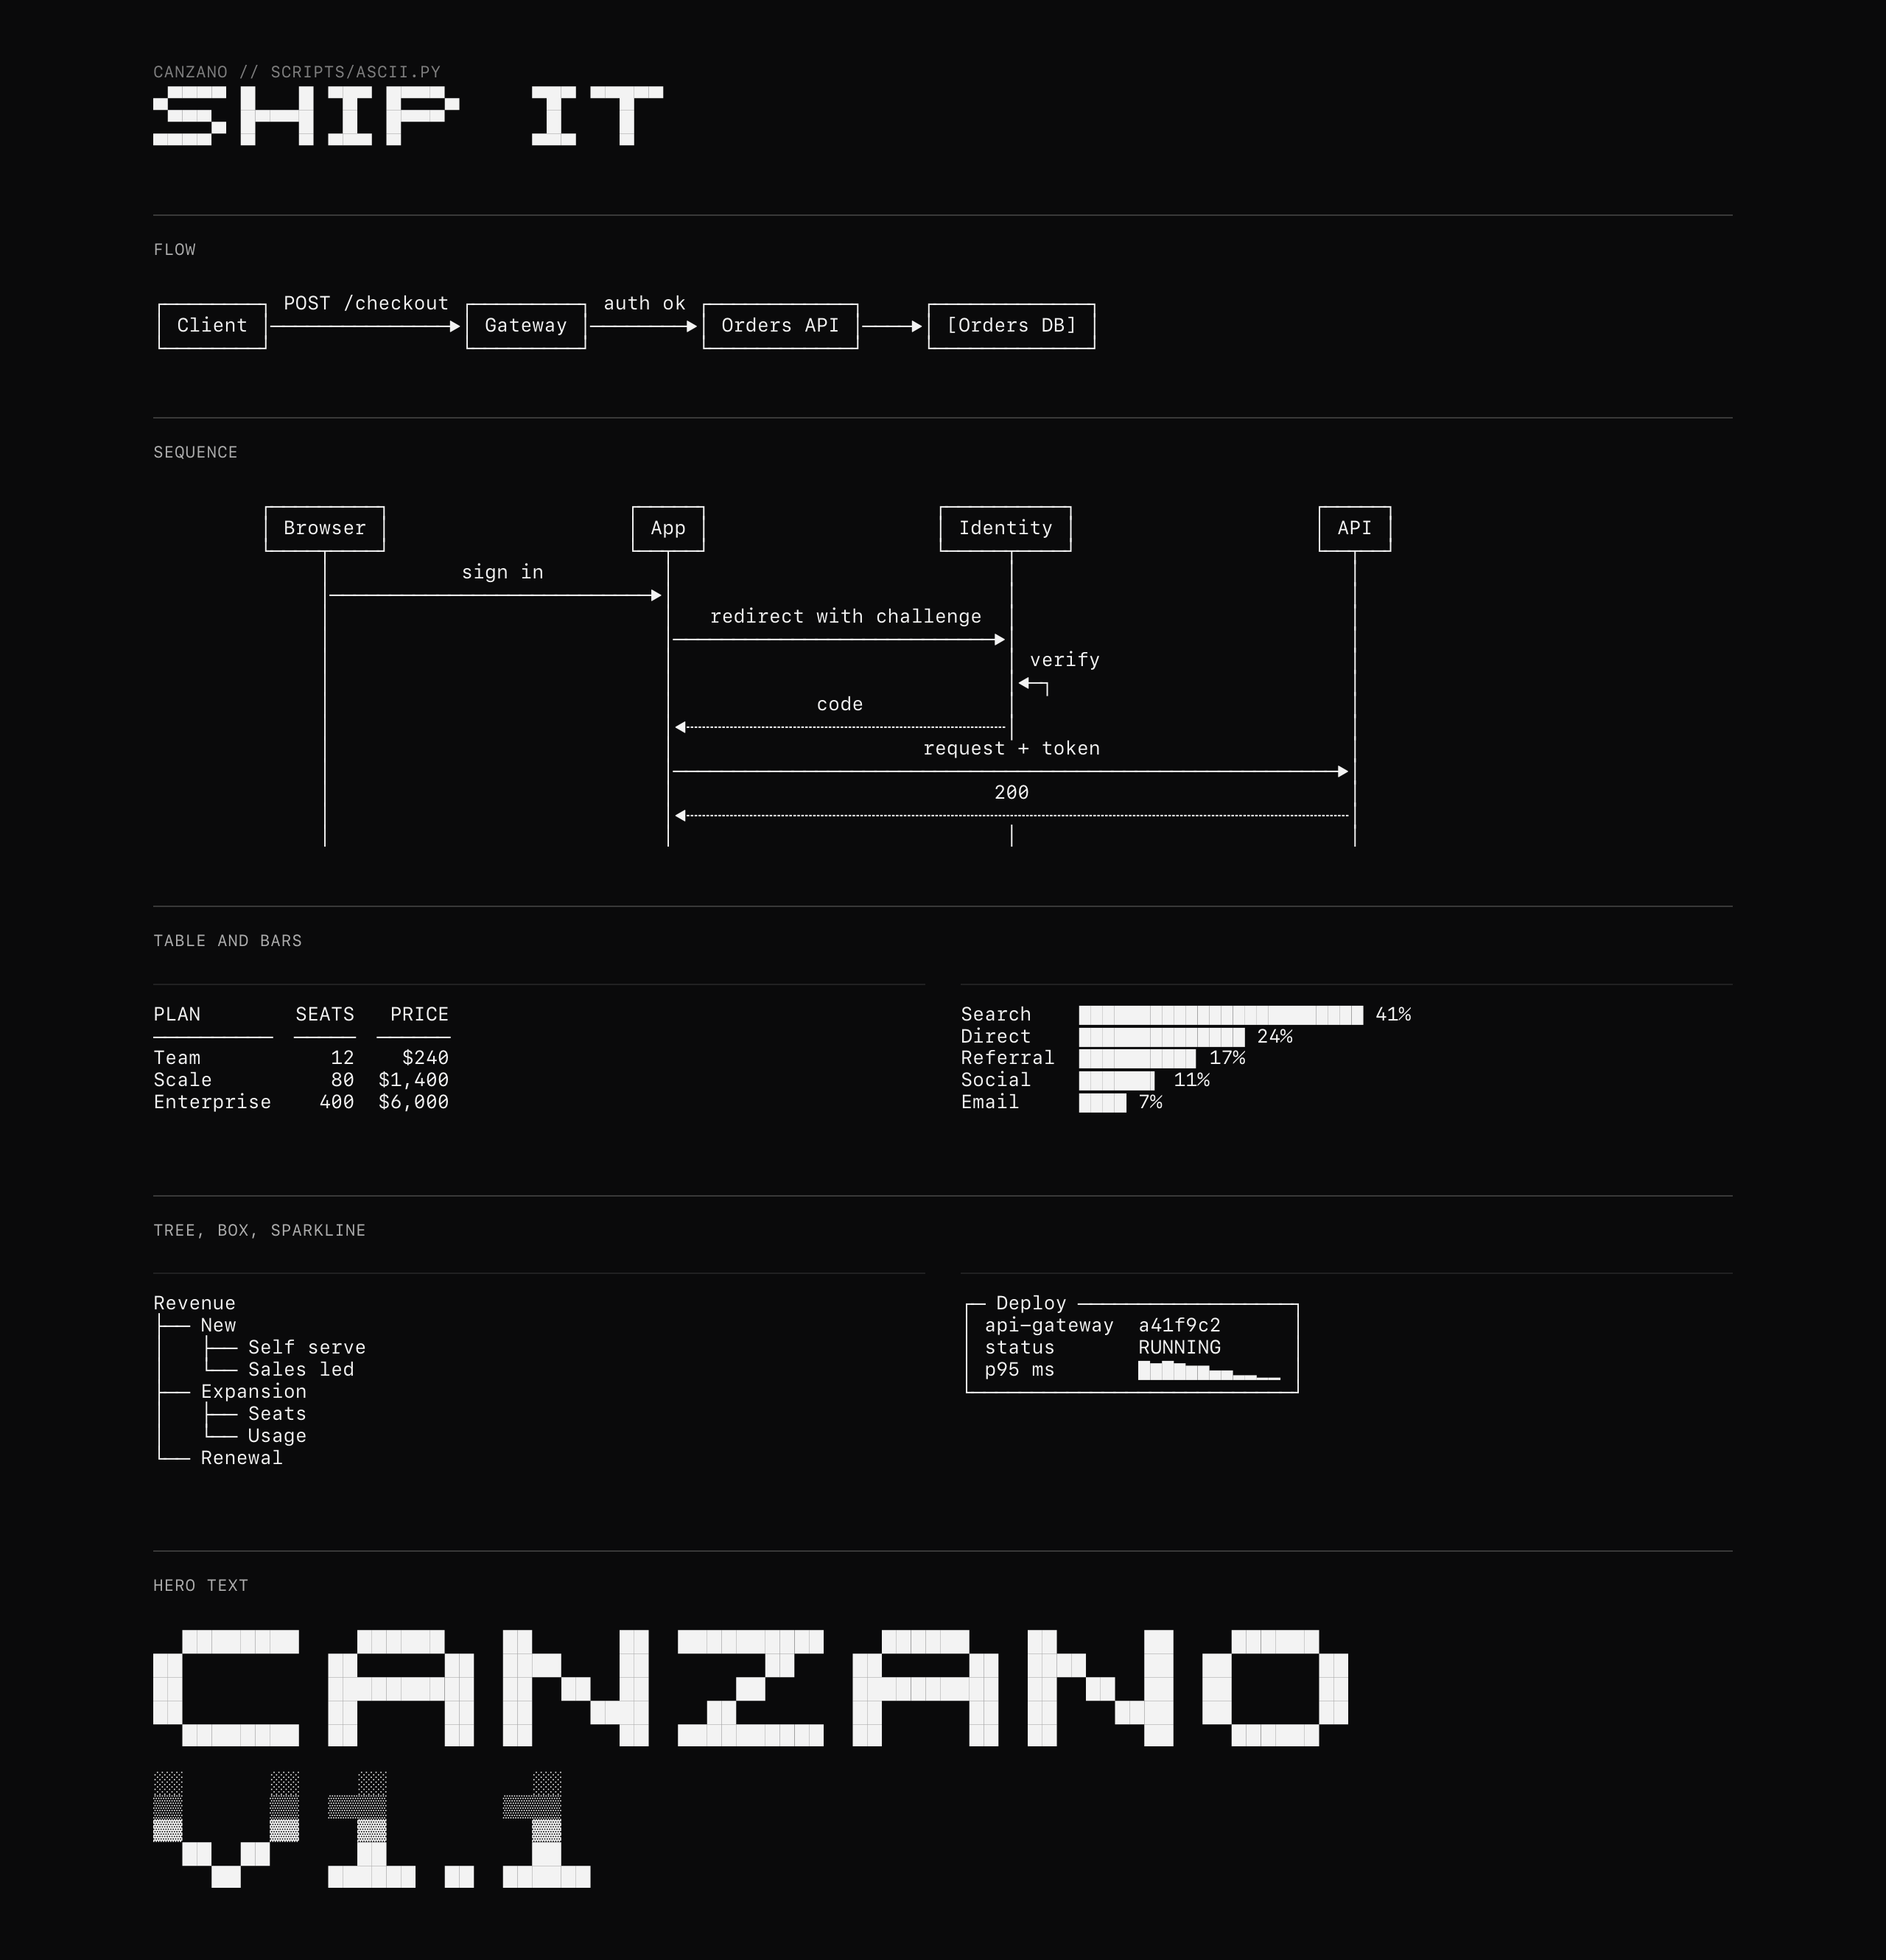 CANZANO // SCRIPTS/ASCII.PY
SHIP IT
FLOW
POST /checkout auth ok
Client Gateway Orders API [Orders DB]
SEQUENCE
Browser App Identity API
sign in
redirect with challenge
verify
code
request + token
200
TABLE AND BARS
PLAN SEATS PRICE
Team 12 $240
Scale 80 $1,400
Enterprise 400 $6,000
Search 41%
Direct 24%
Referral 17%
Social 11%
Email 7%
TREE, BOX, SPARKLINE
Revenue
New
Self serve
Sales led
Expansion
Seats
Usage
Renewal
Deploy
api-gateway a41f9c2
status RUNNING
p95 ms
HERO TEXT
CANZANO
V1.1